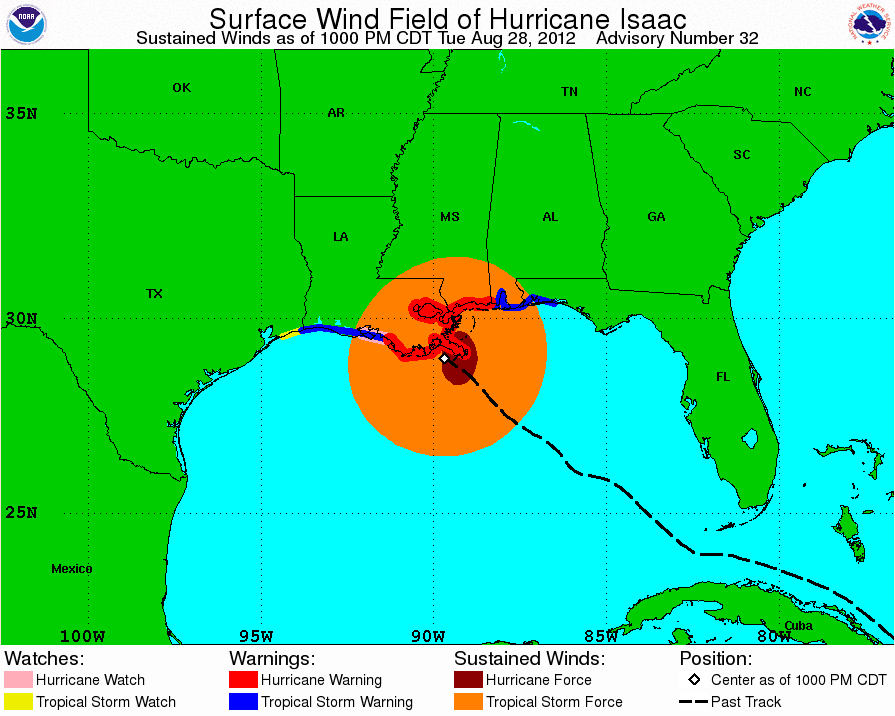 Surface Wind Field of Hurricane Isaac
Sustained Winds as of 1000 PM CDT Tue Aug 28, 2012    Advisory Number 32
NOAA
NATIONAL WEATHER SERVICE
OK
TN
NC
35N
AR
SC
MS
AL
GA
LA
TX
30N
FL
25N
Mexico
Cuba
100W
95W
90W
85W
80W
Watches:
Hurricane Watch
Tropical Storm Watch
Warnings:
Hurricane Warning
Tropical Storm Warning
Sustained Winds:
Hurricane Force
Tropical Storm Force
Position:
Center as of 1000 PM CDT
Past Track